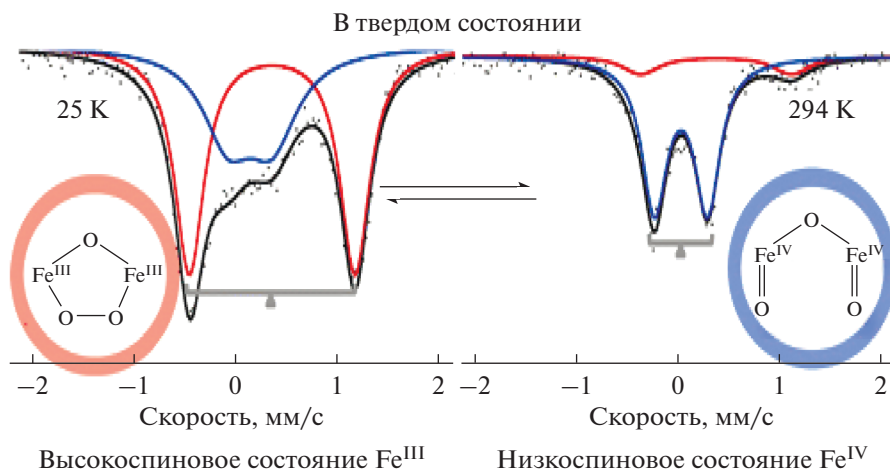 В твердом состоянии
25 K
294 K
O
Fe^III Fe^III
O O
O
Fe^IV Fe^IV
O O
−2 −1 0 1 2
−2 −1 0 1 2
Скорость, мм/с
Скорость, мм/с
Высокоспиновое состояние Fe^III
Низкоспиновое состояние Fe^IV